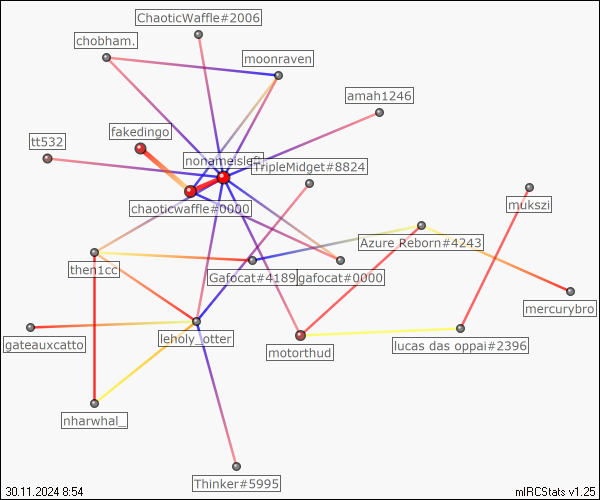 ChaoticWaffle#2006
chobham.
moonraven
amah1246
fakedingo
tt532
nonameisleft
TripleMidget#8824
chaoticwaffle#0000
mukszi
Azure Reborn#4243
then1cc
Gafocat#4189
gafocat#0000
mercurybro
gateauxcatto
leholy_otter
motorthud
lucas das oppai#2396
nharwhal_
Thinker#5995
30.11.2024 8:54
mIRCStats v1.25